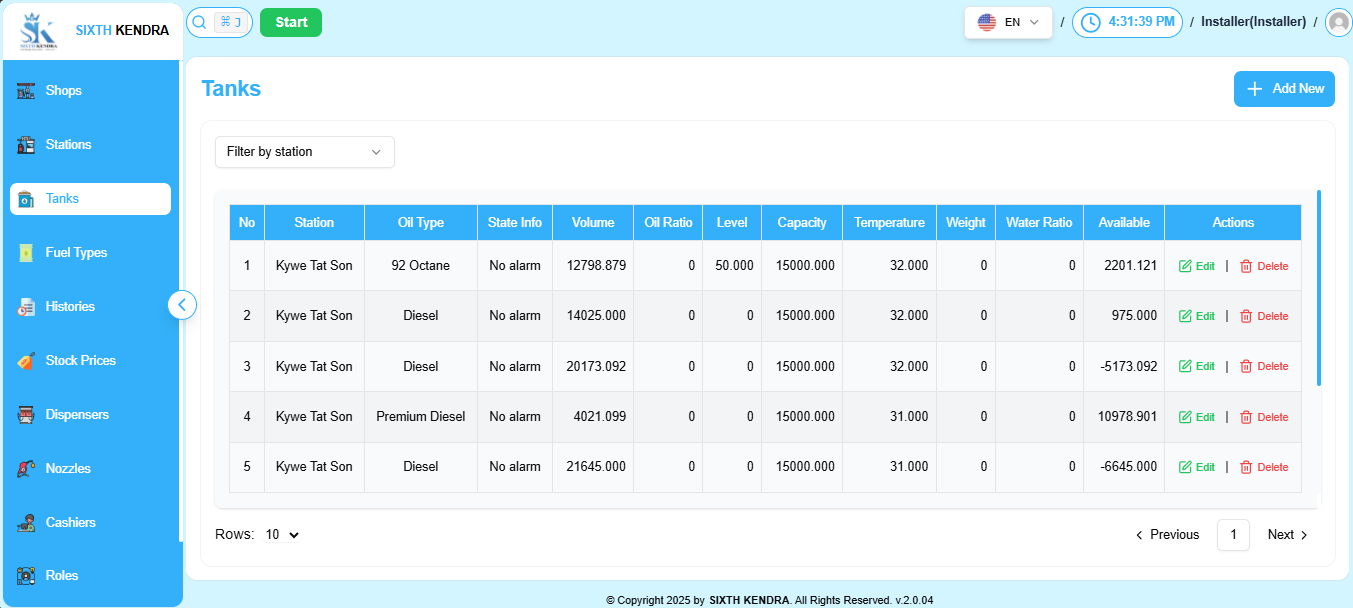 SIXTH KENDRA
SIXTH KENDRA
⌘ J
Start
EN
/
4:31:39 PM
/ Installer(Installer) /
Shops
Stations
Tanks
Fuel Types
Histories
Stock Prices
Dispensers
Nozzles
Cashiers
Roles
Tanks
Add New
Filter by station
No Station Oil Type State Info Volume Oil Ratio Level Capacity Temperature Weight Water Ratio Available Actions
1 Kywe Tat Son 92 Octane No alarm 12798.879 0 50.000 15000.000 32.000 0 0 2201.121 Edit | Delete
2 Kywe Tat Son Diesel No alarm 14025.000 0 0 15000.000 32.000 0 0 975.000 Edit | Delete
3 Kywe Tat Son Diesel No alarm 20173.092 0 0 15000.000 32.000 0 0 -5173.092 Edit | Delete
4 Kywe Tat Son Premium Diesel No alarm 4021.099 0 0 15000.000 31.000 0 0 10978.901 Edit | Delete
5 Kywe Tat Son Diesel No alarm 21645.000 0 0 15000.000 31.000 0 0 -6645.000 Edit | Delete
Rows: 10
Previous 1 Next
© Copyright 2025 by SIXTH KENDRA. All Rights Reserved. v.2.0.04